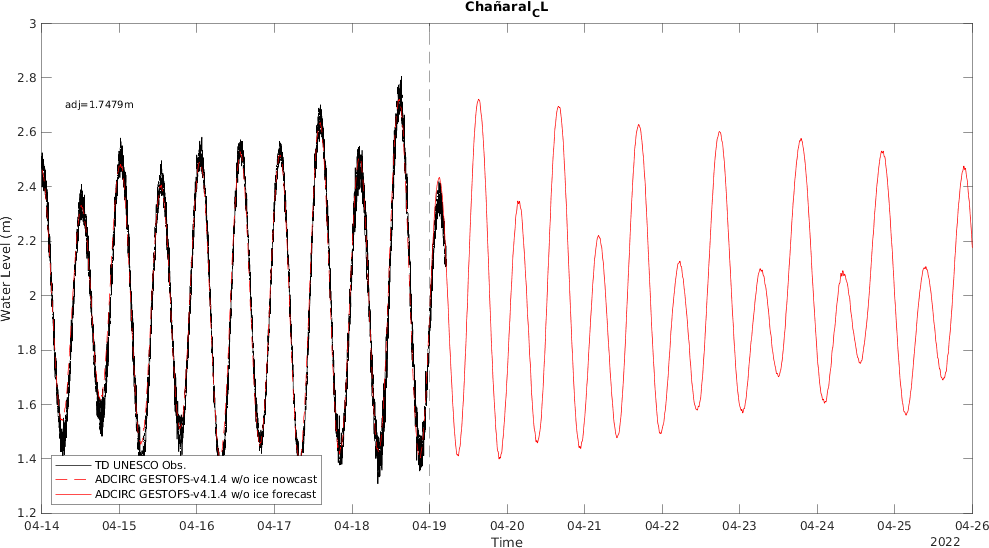 Chañaral_CL
3
2.8
2.6
2.4
2.2
2
1.8
1.6
1.4
1.2
Water Level (m)
adj=1.7479m
TD UNESCO Obs.
ADCIRC GESTOFS-v4.1.4 w/o ice nowcast
ADCIRC GESTOFS-v4.1.4 w/o ice forecast
04-14 04-15 04-16 04-17 04-18 04-19 04-20 04-21 04-22 04-23 04-24 04-25 04-26
Time
2022